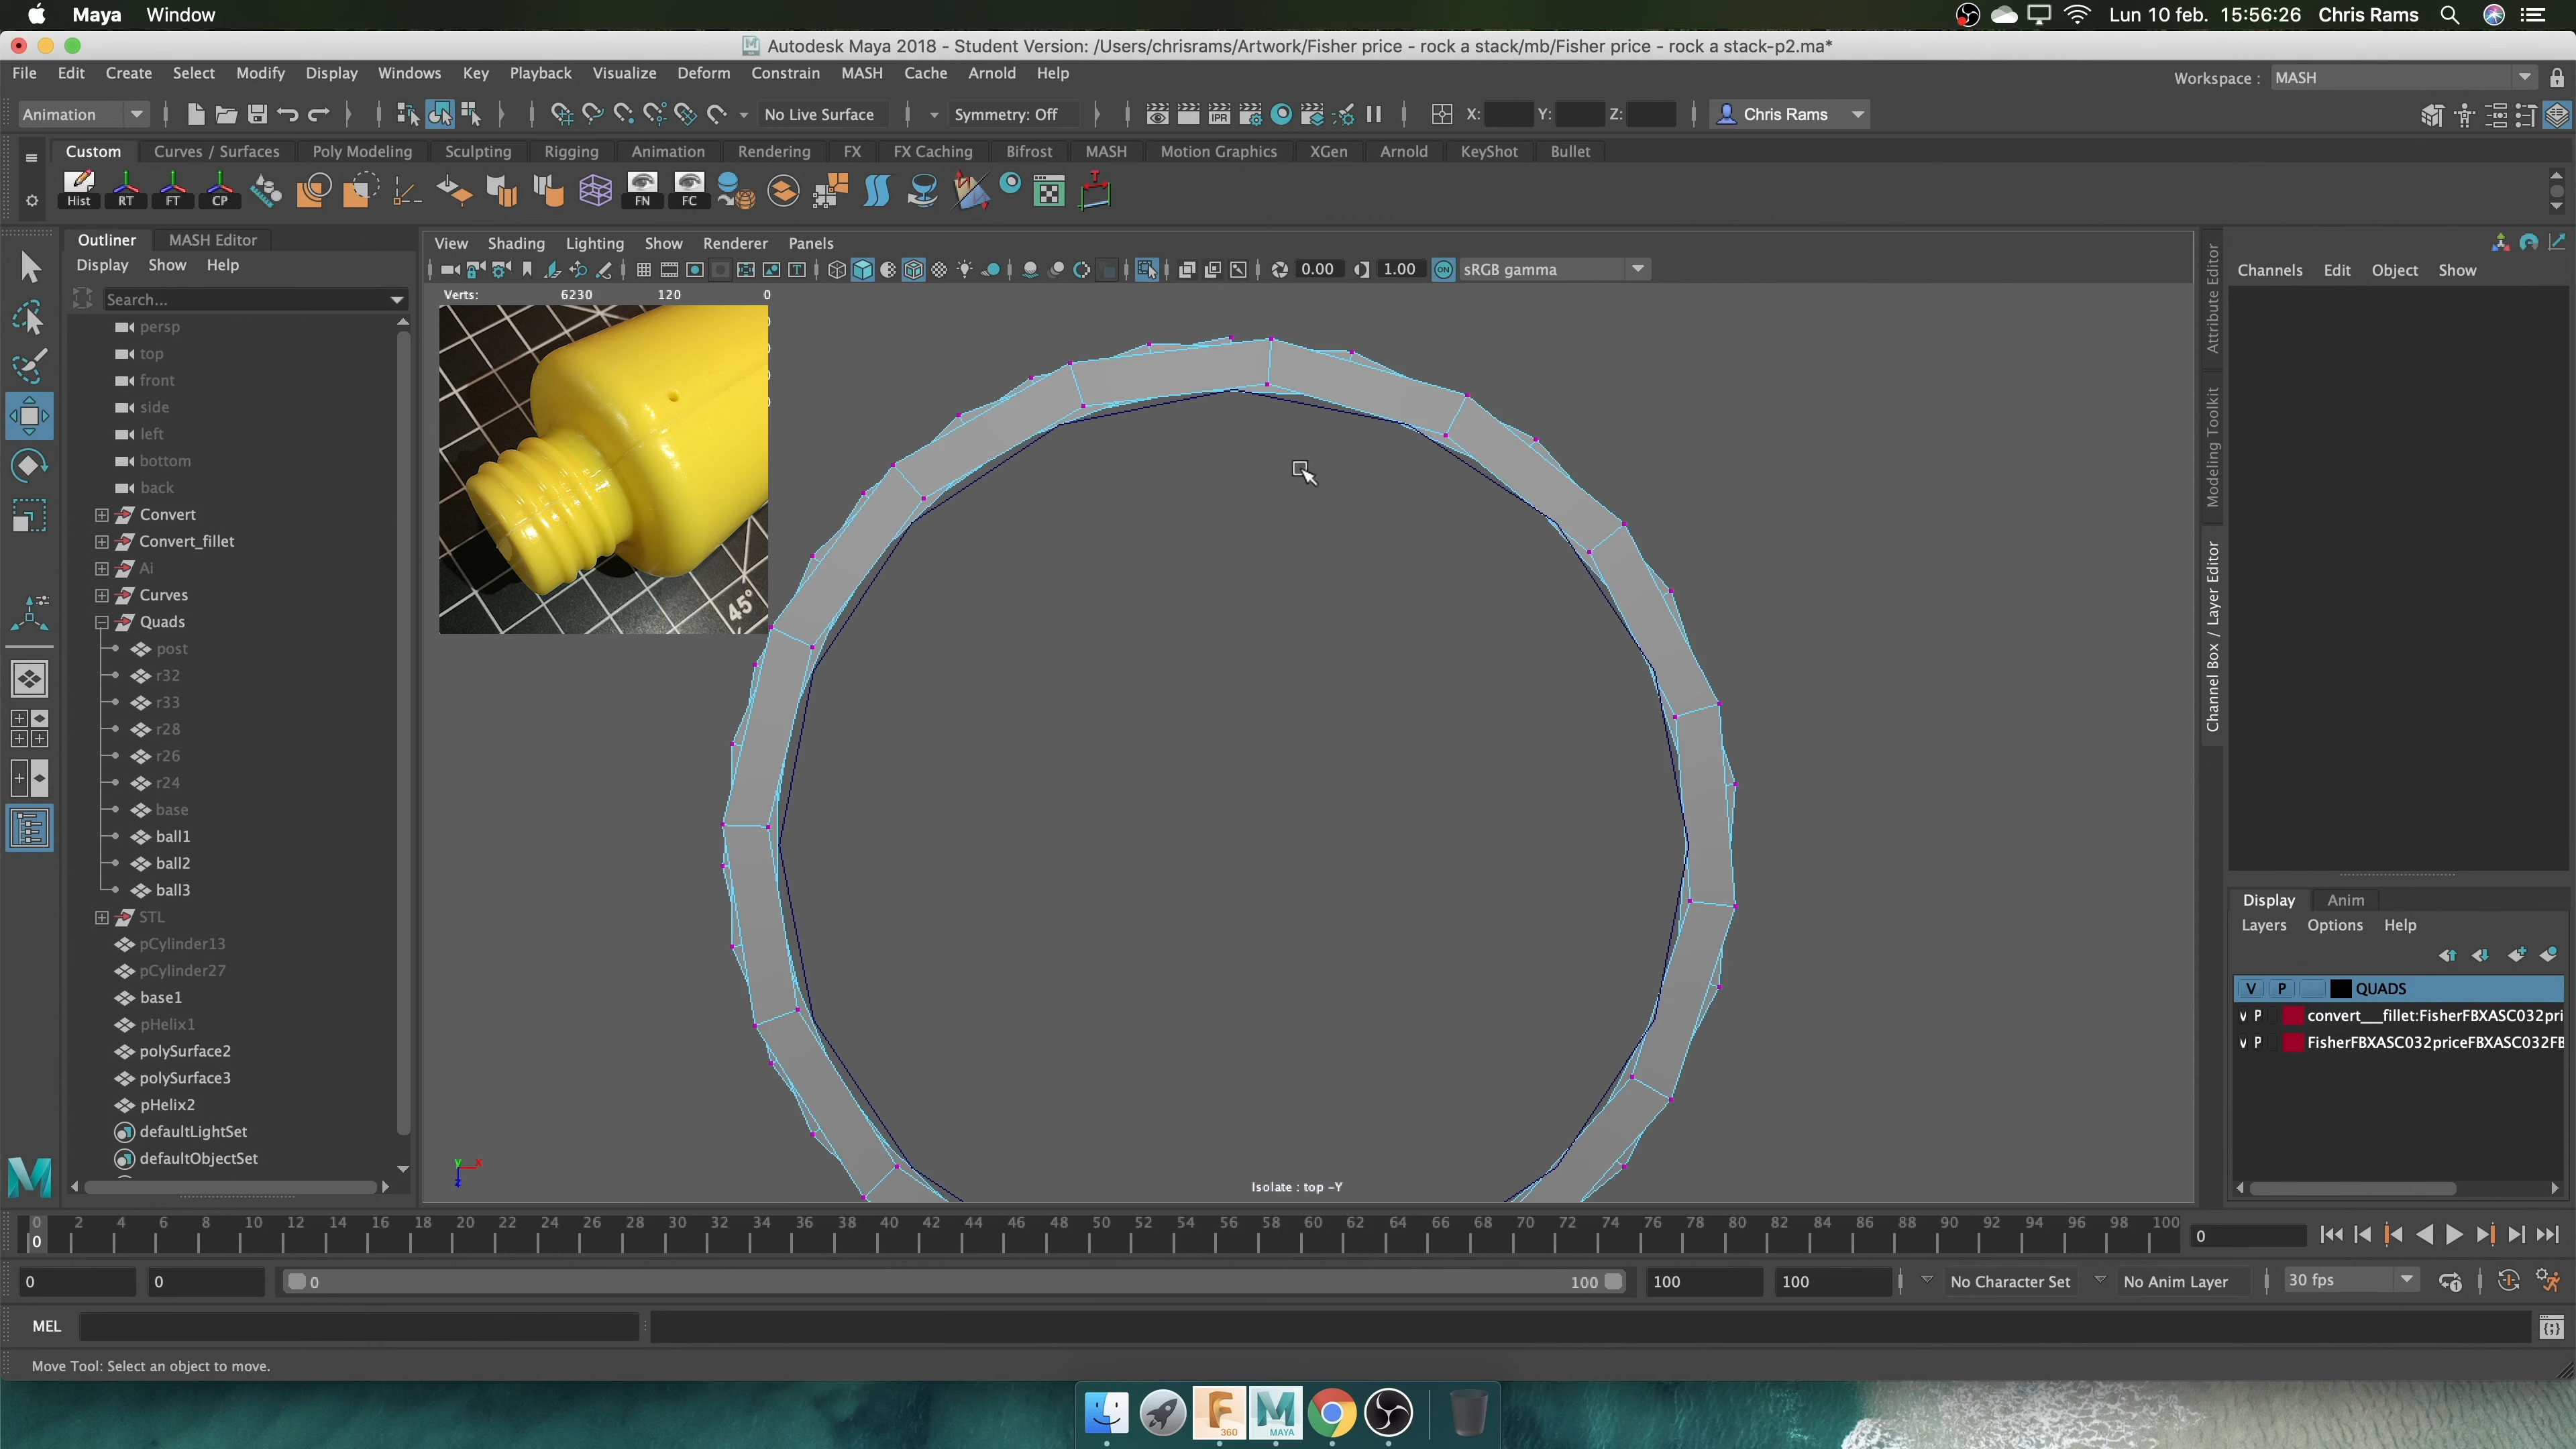 Maya Window Lun 10 feb. 15:56:26 Chris Rams
Autodesk Maya 2018 - Student Version: /Users/chrisrams/Artwork/Fisher price - rock a stack/mb/Fisher price - rock a stack-p2.ma*
File Edit Create Select Modify Display Windows Key Playback Visualize Deform Constrain MASH Cache Arnold Help Workspace : MASH
Animation No Live Surface Symmetry: Off IPR X: Y: Z: Chris Rams
Custom Curves / Surfaces Poly Modeling Sculpting Rigging Animation Rendering FX FX Caching Bifrost MASH Motion Graphics XGen Arnold KeyShot Bullet
Hist RT FT CP FN FC T
Outliner MASH Editor
Display Show Help
Search...
persp
top
front
side
left
bottom
back
Convert
Convert_fillet
Ai
Curves
Quads
post
r32
r33
r28
r26
r24
base
ball1
ball2
ball3
STL
pCylinder13
pCylinder27
base1
pHelix1
polySurface2
polySurface3
pHelix2
defaultLightSet
defaultObjectSet
View Shading Lighting Show Renderer Panels
0.00 1.00 ON sRGB gamma
Verts: 6230 120 0
45°
y x z
Isolate : top -Y
Attribute Editor
Modeling Toolkit
Channel Box / Layer Editor
Channels Edit Object Show
Display Anim
Layers Options Help
V P QUADS
V P convert___fillet:FisherFBXASC032pri
V P FisherFBXASC032priceFBXASC032FB
0 2 4 6 8 10 12 14 16 18 20 22 24 26 28 30 32 34 36 38 40 42 44 46 48 50 52 54 56 58 60 62 64 66 68 70 72 74 76 78 80 82 84 86 88 90 92 94 96 98 100
0 0
0 0 0 100 100 100 No Character Set No Anim Layer 30 fps
MEL
Move Tool: Select an object to move.
360 MAYA